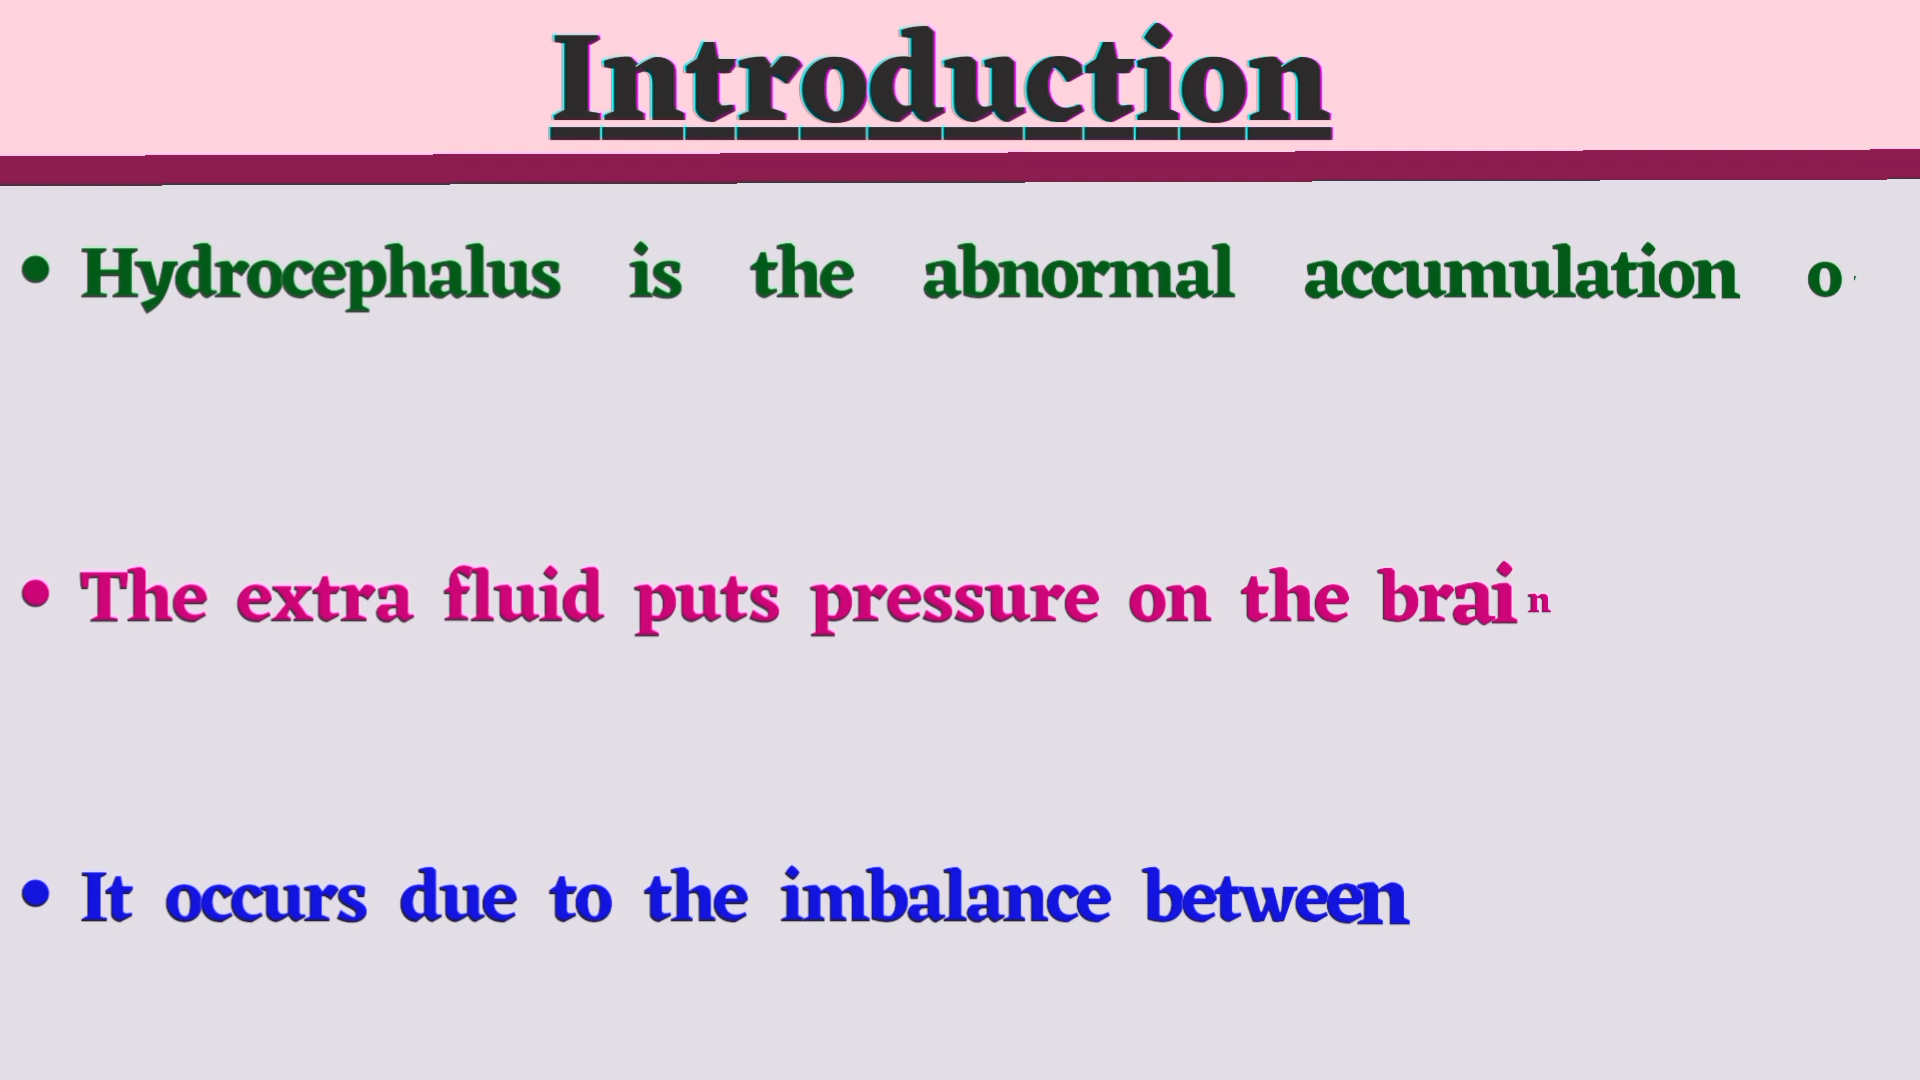 Introduction
• Hydrocephalus is the abnormal accumulation o
• The extra fluid puts pressure on the brain
• It occurs due to the imbalance between